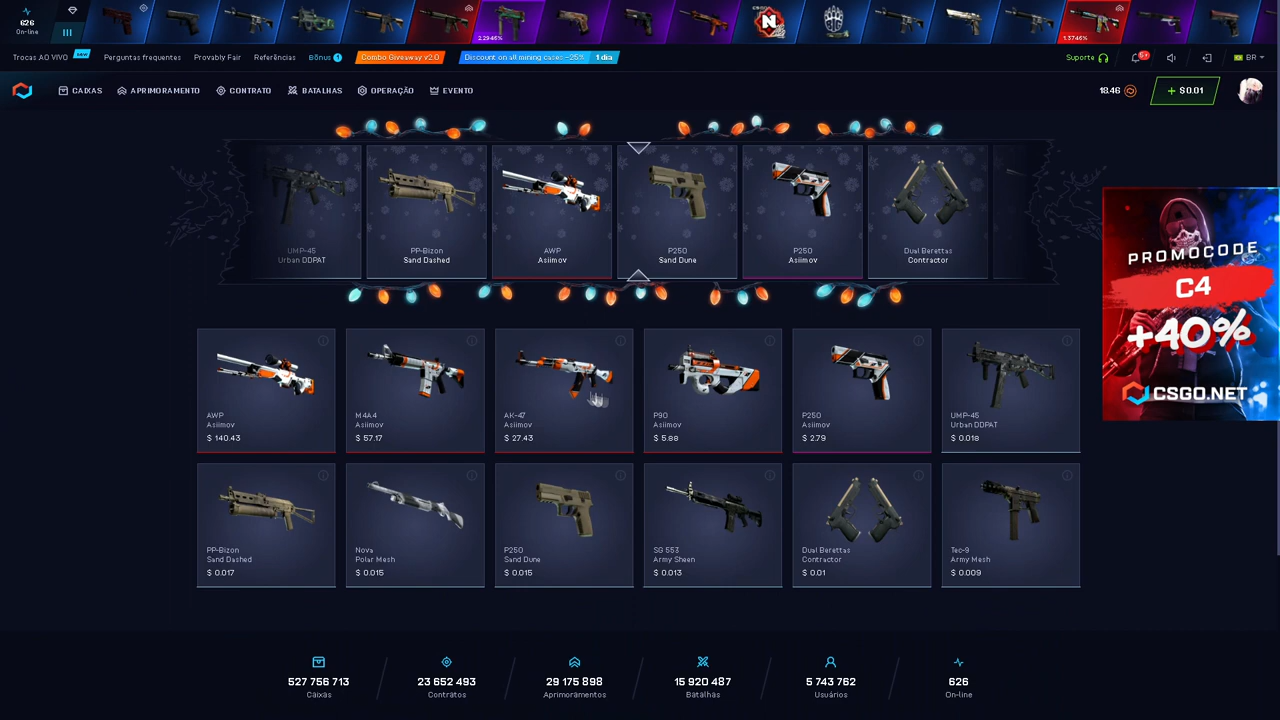 626
On-line
2.2946%
1.3746%
Trocas AO VIVO
Perguntas frequentes
Provably Fair
Referências
Bônus 1
Combo Giveaway v2.0
Discount on all mining cases -25% 1 dia
Suporte
BR
CAIXAS
APRIMORAMENTO
CONTRATO
BATALHAS
OPERAÇÃO
EVENTO
18.46
+ $ 0.01
UMP-45
Urban DDPAT
PP-Bizon
Sand Dashed
AWP
Asiimov
P250
Sand Dune
P250
Asiimov
Dual Berettas
Contractor
PROMOCODE
C4
+40%
CSGO.NET
AWP
Asiimov
$ 140.43
M4A4
Asiimov
$ 57.17
AK-47
Asiimov
$ 27.43
P90
Asiimov
$ 5.88
P250
Asiimov
$ 2.79
UMP-45
Urban DDPAT
$ 0.018
PP-Bizon
Sand Dashed
$ 0.017
Nova
Polar Mesh
$ 0.015
P250
Sand Dune
$ 0.015
SG 553
Army Sheen
$ 0.013
Dual Berettas
Contractor
$ 0.01
Tec-9
Army Mesh
$ 0.009
527 756 713
Caixas
23 652 493
Contratos
29 175 898
Aprimoramentos
15 920 487
Batalhas
5 743 762
Usuários
626
On-line